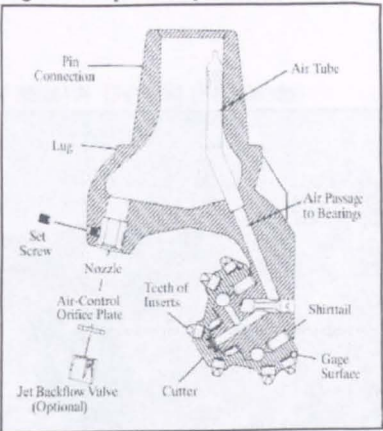 Pin
Connection
Air Tube
Lug
Air Passage
to Bearings
Set
Screw
Nozzle
Air-Control
Orifice Plate
Teeth of
Inserts
Shirttail
Gage
Surface
Jet Backflow Valve
(Optional)
Cutter